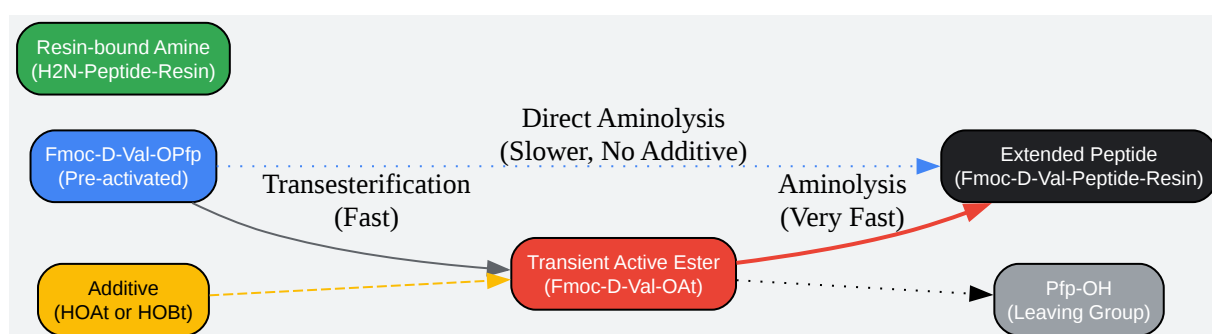 Resin-bound Amine
(H2N-Peptide-Resin)
Direct Aminolysis
(Slower, No Additive)
Fmoc-D-Val-OPfp
(Pre-activated)
Extended Peptide
(Fmoc-D-Val-Peptide-Resin)
Transesterification
(Fast)
Aminolysis
(Very Fast)
Transient Active Ester
(Fmoc-D-Val-OAt)
Additive
(HOAt or HOBt)
Pfp-OH
(Leaving Group)